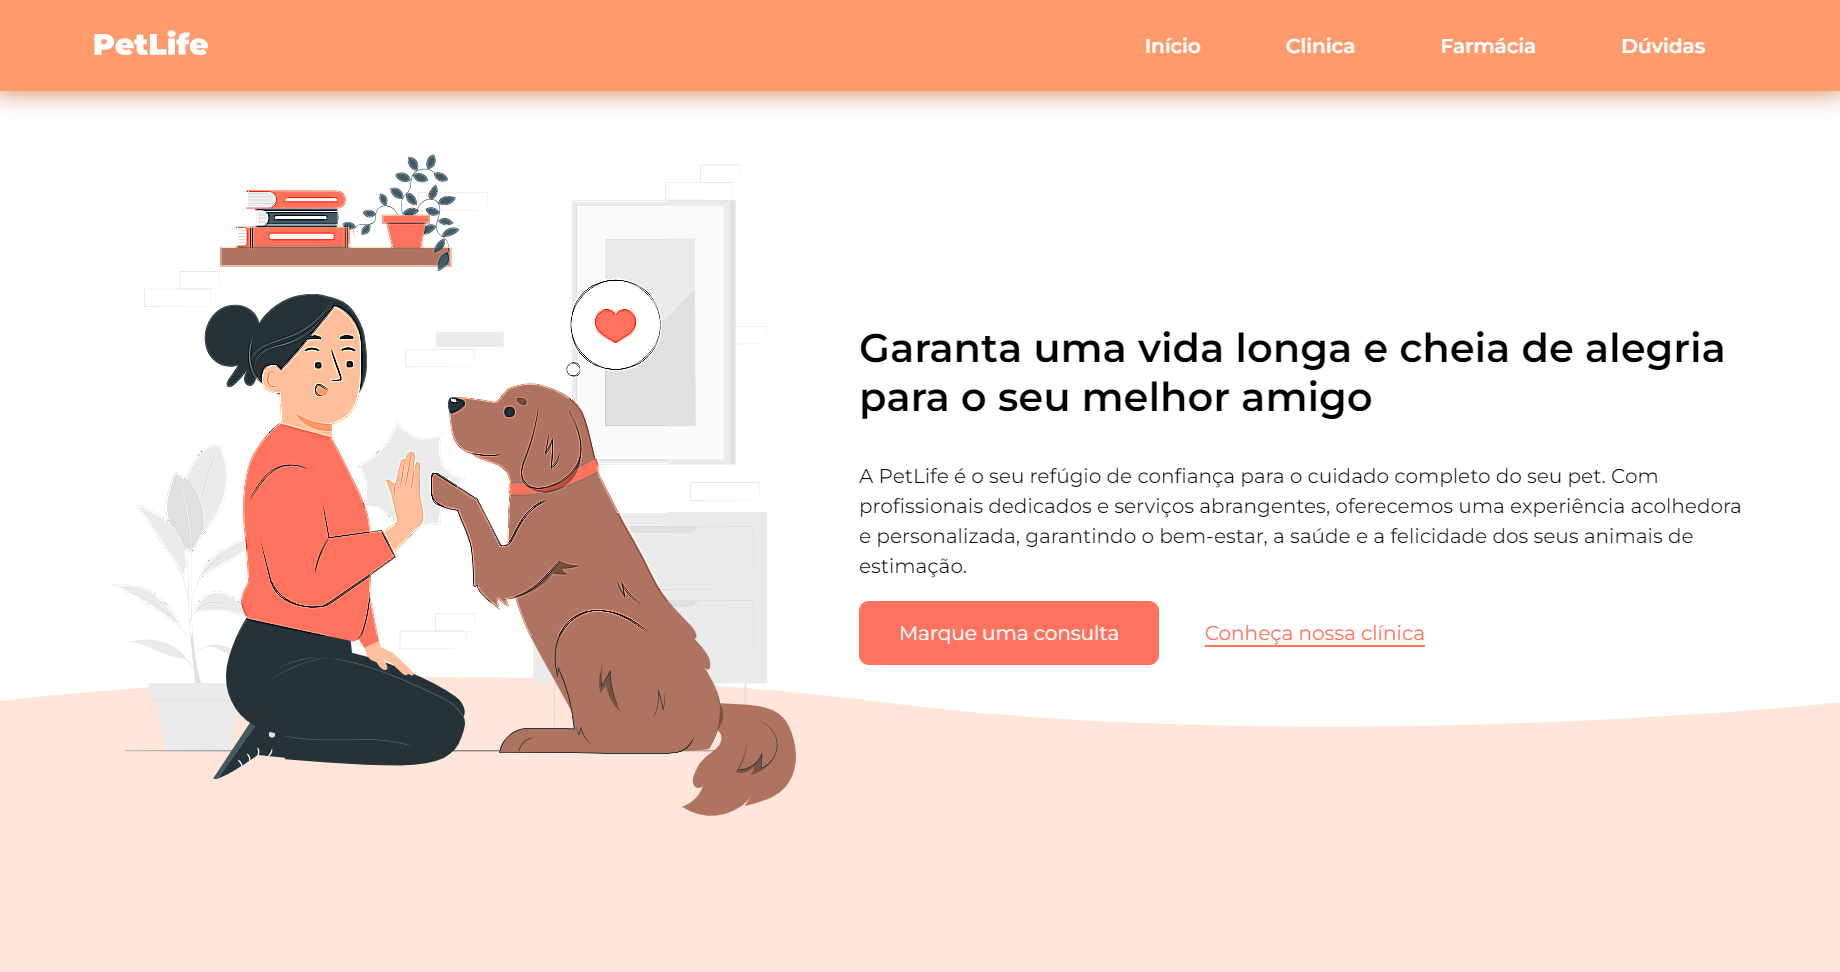 PetLife
Início
Clinica
Farmácia
Dúvidas
Garanta uma vida longa e cheia de alegria
para o seu melhor amigo
A PetLife é o seu refúgio de confiança para o cuidado completo do seu pet. Com
profissionais dedicados e serviços abrangentes, oferecemos uma experiência acolhedora
e personalizada, garantindo o bem-estar, a saúde e a felicidade dos seus animais de
estimação.
Marque uma consulta
Conheça nossa clínica